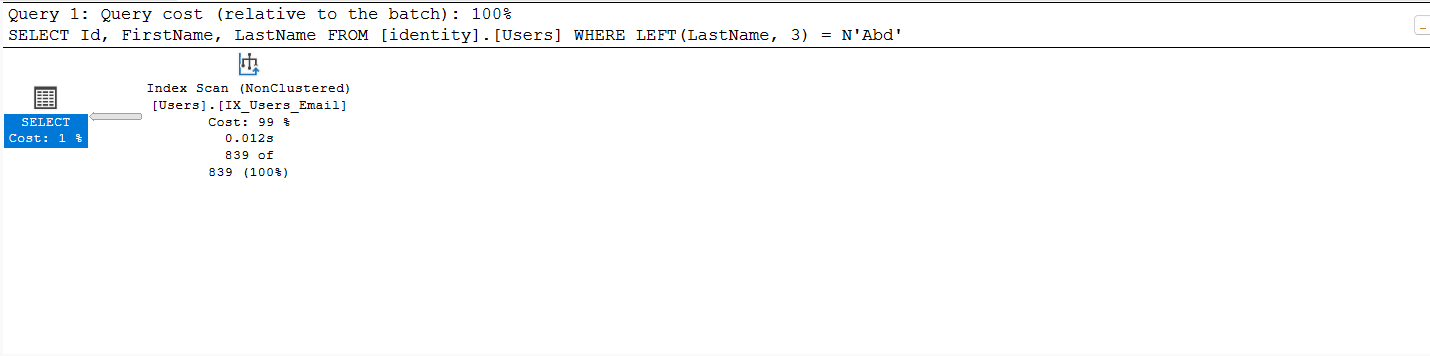 Query 1: Query cost (relative to the batch): 100%
SELECT Id, FirstName, LastName FROM [identity].[Users] WHERE LEFT(LastName, 3) = N'Abd'
Index Scan (NonClustered)
[Users].[IX_Users_Email]
Cost: 99 %
0.012s
839 of
839 (100%)
SELECT
Cost: 1 %